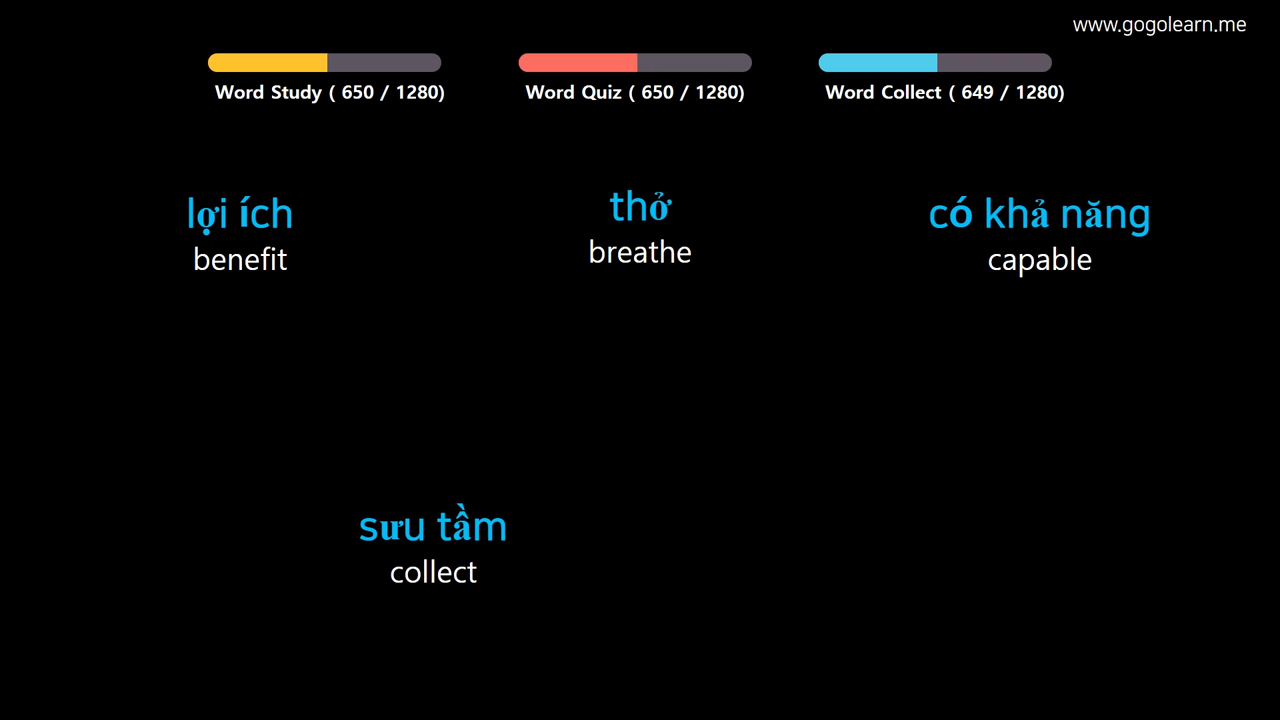 www.gogolearn.me
Word Study ( 650 / 1280)
Word Quiz ( 650 / 1280)
Word Collect ( 649 / 1280)
lợi ích
benefit
thở
breathe
có khả năng
capable
sưu tầm
collect